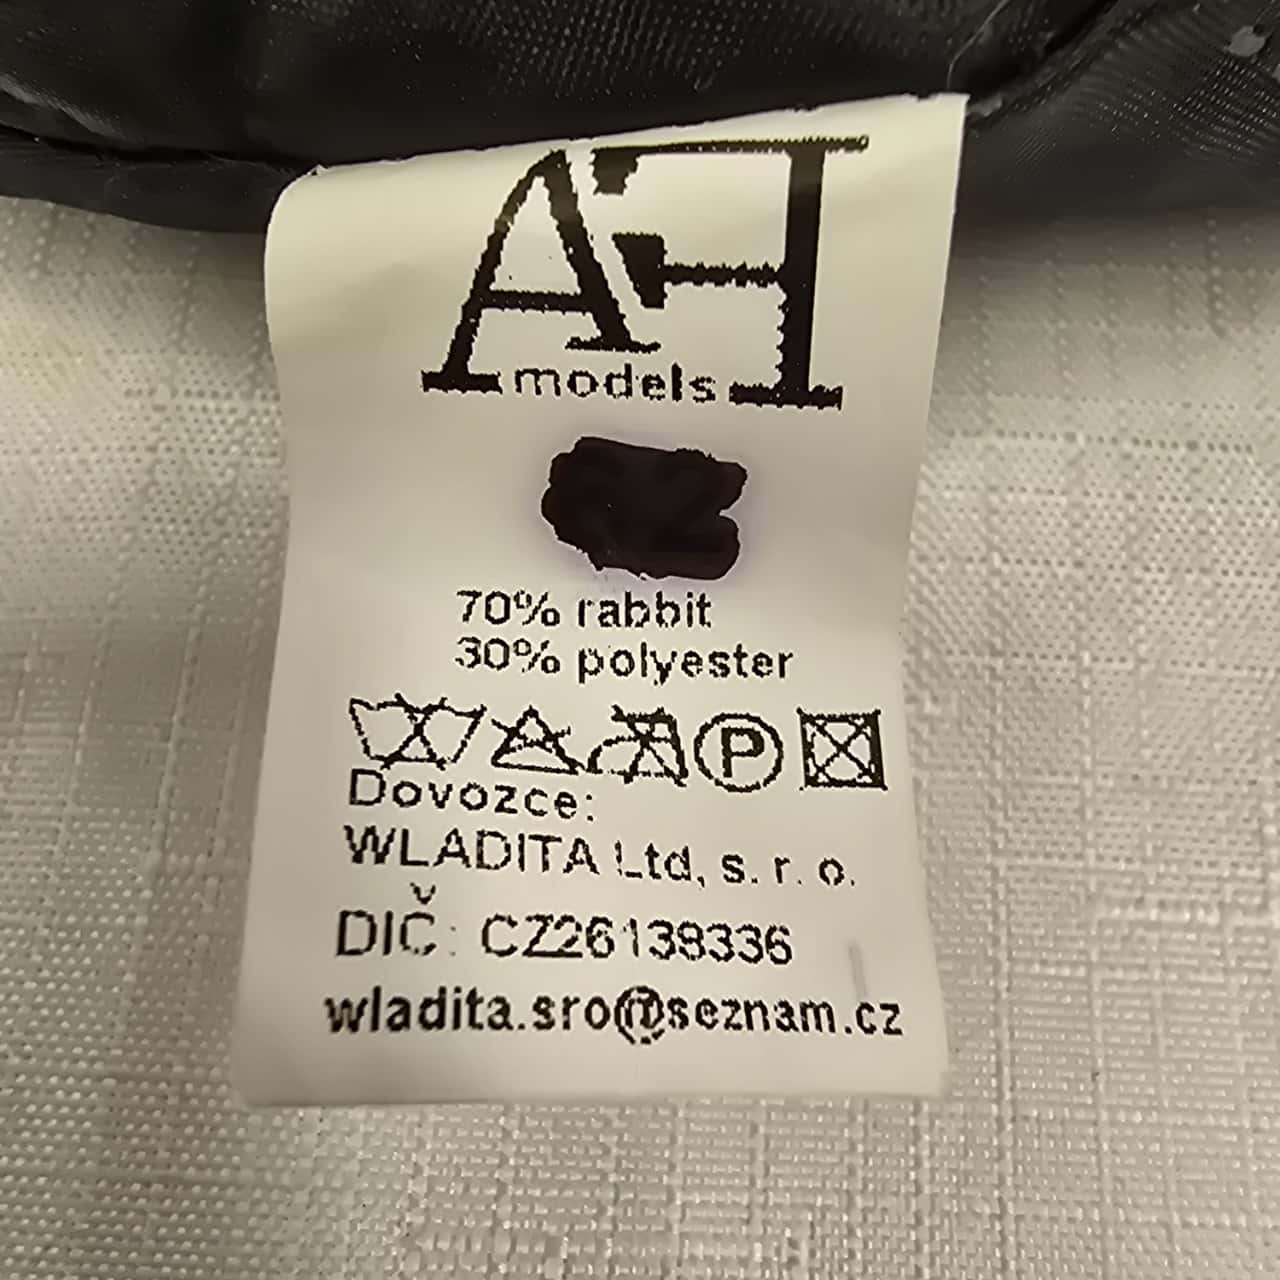 AH
models
70% rabbit
30% polyester
P
Dovozce:
WLADITA Ltd, s. r. o.
DIČ: CZ26138336
wladita.sro@seznam.cz